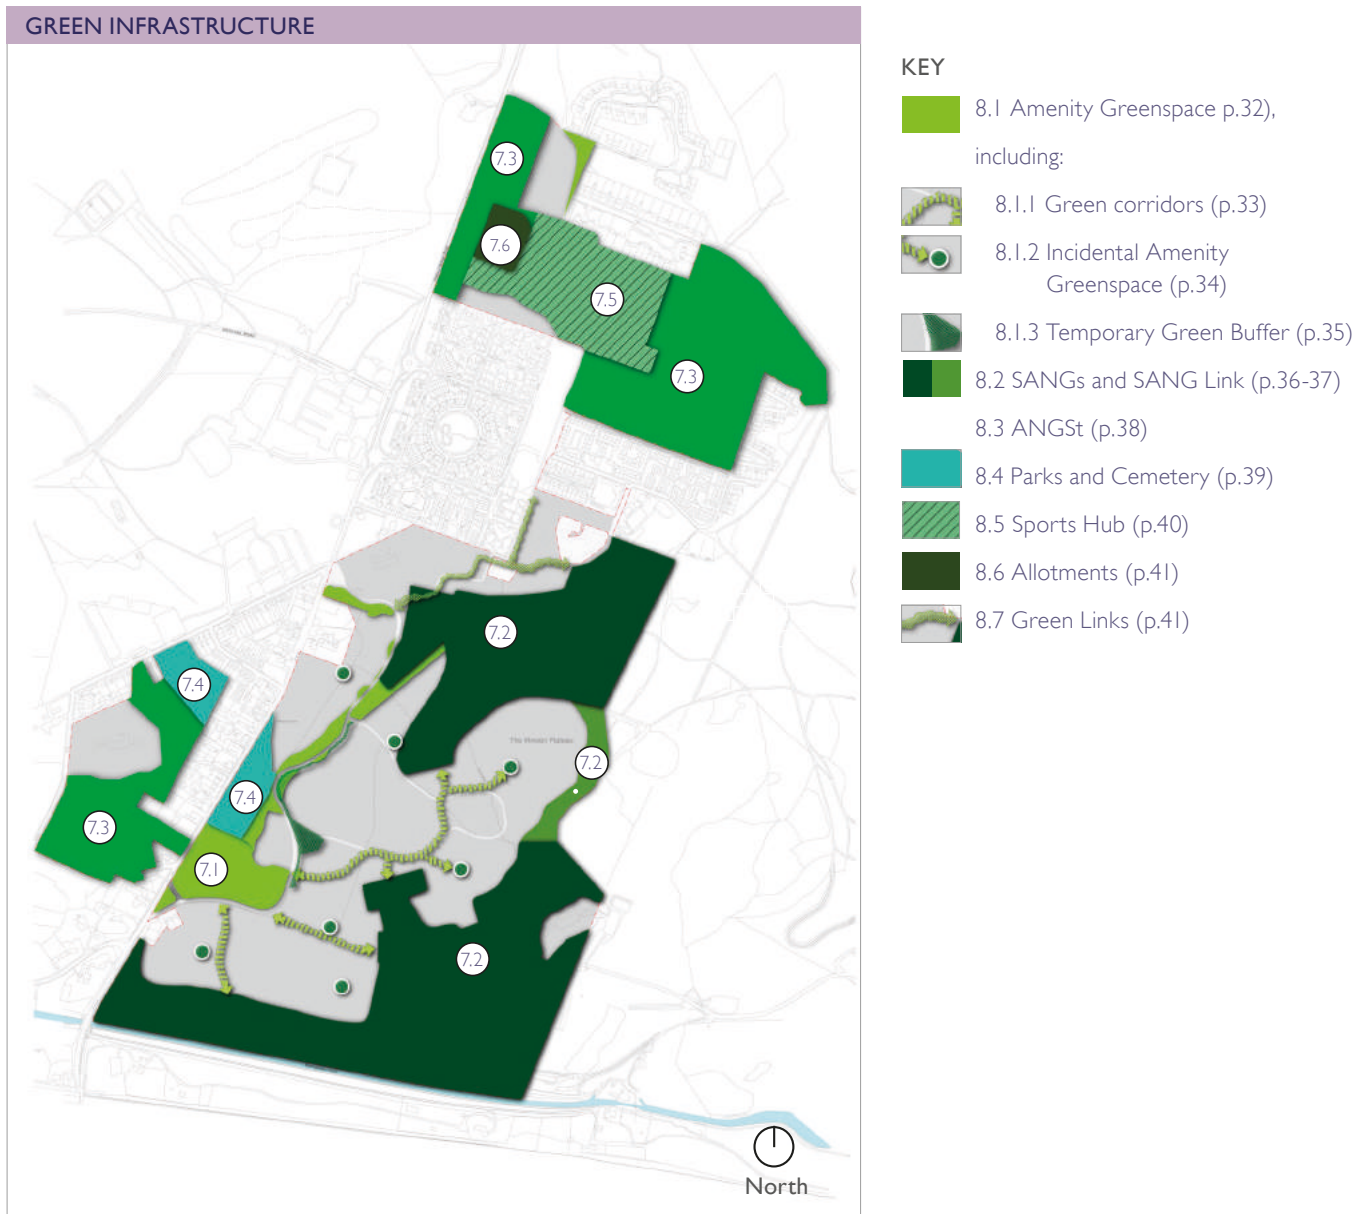 GREEN INFRASTRUCTURE
7.3
7.6
7.5
7.3
7.2
7.4
7.2
7.4
7.3
7.1
7.2
North
KEY
8.1 Amenity Greenspace p.32),
including:
8.1.1 Green corridors (p.33)
8.1.2 Incidental Amenity
Greenspace (p.34)
8.1.3 Temporary Green Buffer (p.35)
8.2 SANGs and SANG Link (p.36-37)
8.3 ANGSt (p.38)
8.4 Parks and Cemetery (p.39)
8.5 Sports Hub (p.40)
8.6 Allotments (p.41)
8.7 Green Links (p.41)